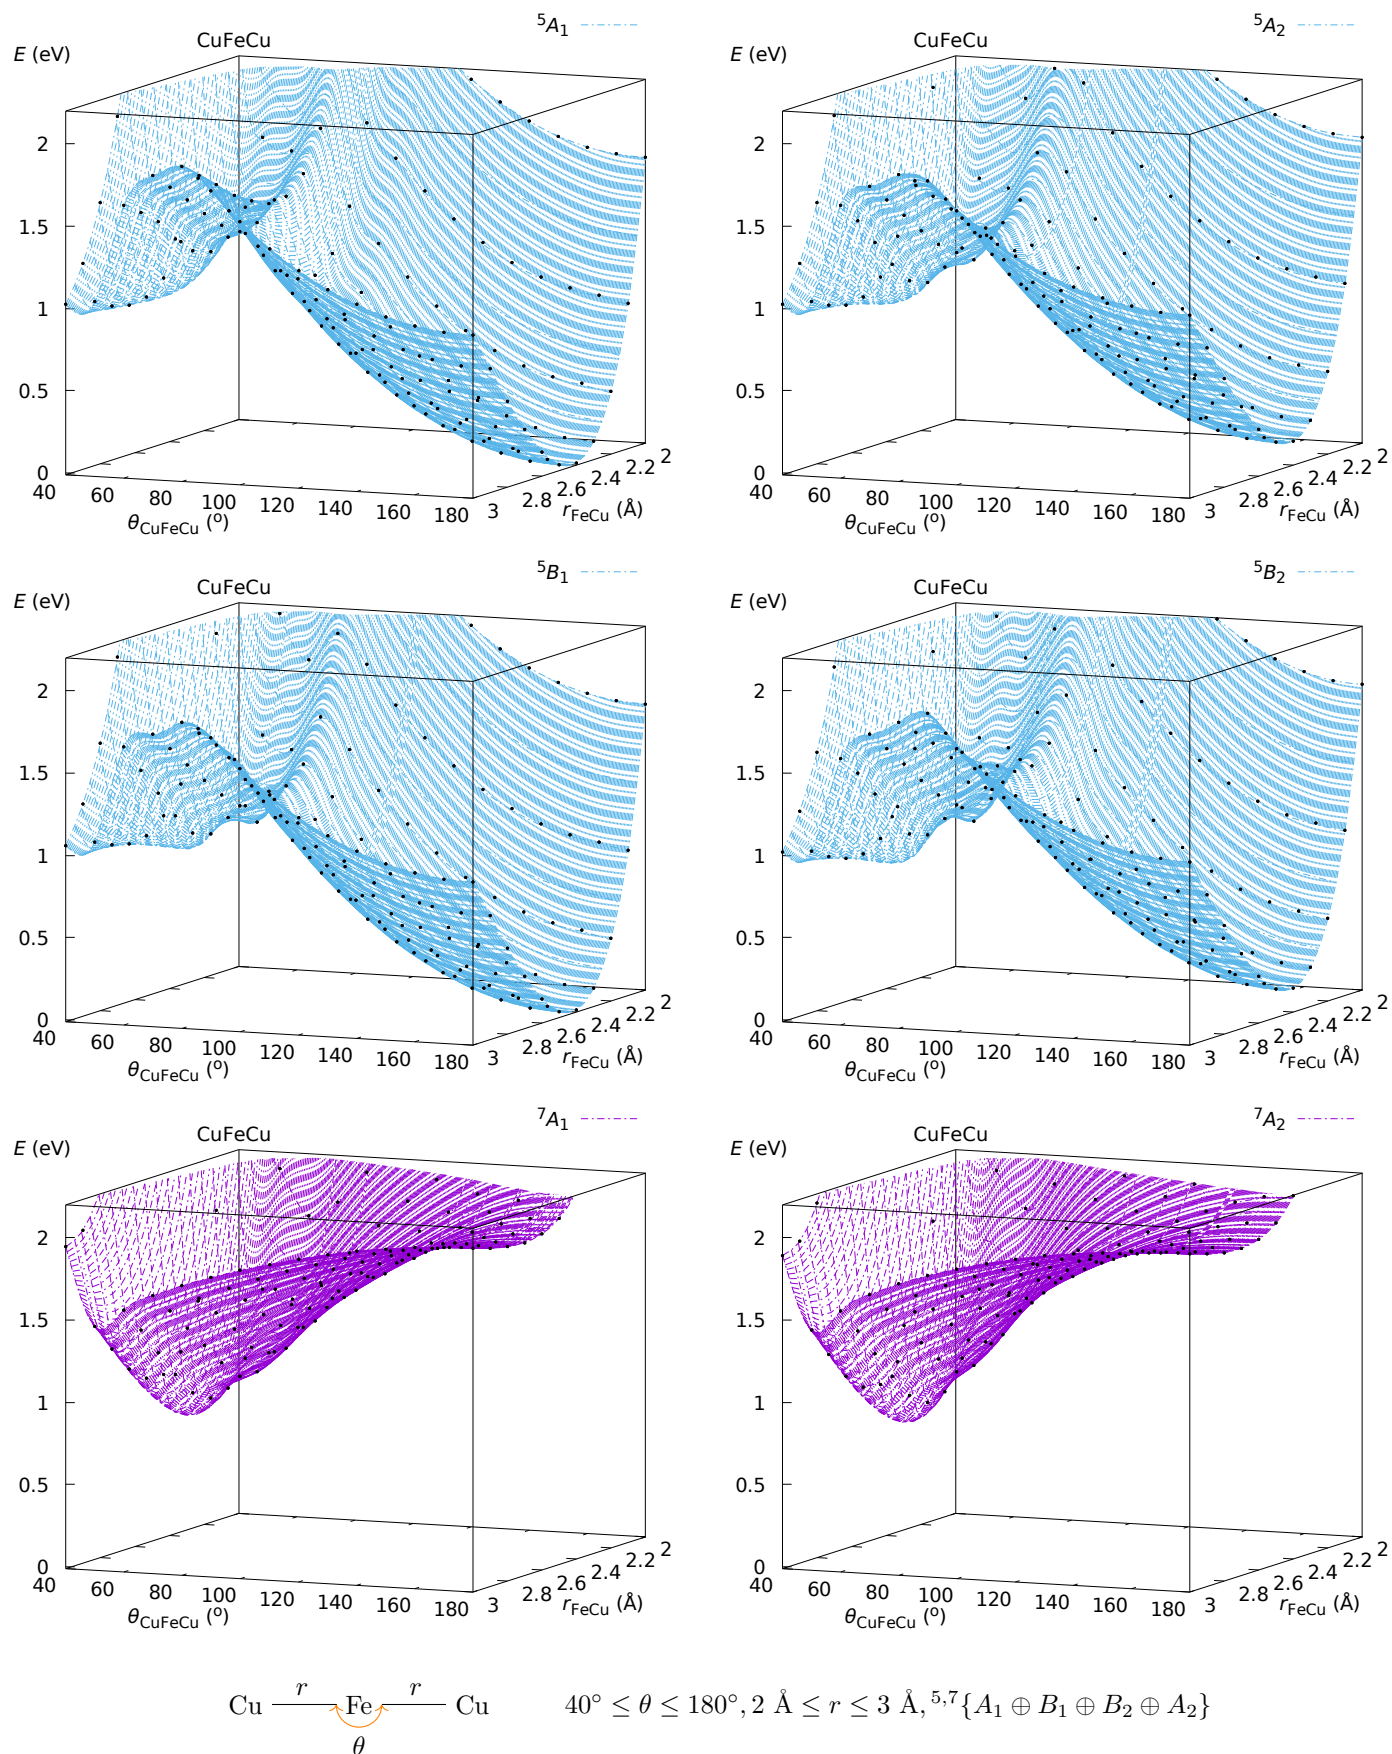 ⁵A₁
CuFeCu
E (eV)
2
1.5
1
0.5
0
40 60 80 100 120 140 160 180
θCuFeCu (º)
3 2.8 2.6 2.4 2.2 2
rFeCu (Å)
⁵A₂
CuFeCu
E (eV)
2
1.5
1
0.5
0
40 60 80 100 120 140 160 180
θCuFeCu (º)
3 2.8 2.6 2.4 2.2 2
rFeCu (Å)
⁵B₁
CuFeCu
E (eV)
2
1.5
1
0.5
0
40 60 80 100 120 140 160 180
θCuFeCu (º)
3 2.8 2.6 2.4 2.2 2
rFeCu (Å)
⁵B₂
CuFeCu
E (eV)
2
1.5
1
0.5
0
40 60 80 100 120 140 160 180
θCuFeCu (º)
3 2.8 2.6 2.4 2.2 2
rFeCu (Å)
⁷A₁
CuFeCu
E (eV)
2
1.5
1
0.5
0
40 60 80 100 120 140 160 180
θCuFeCu (º)
3 2.8 2.6 2.4 2.2 2
rFeCu (Å)
⁷A₂
CuFeCu
E (eV)
2
1.5
1
0.5
0
40 60 80 100 120 140 160 180
θCuFeCu (º)
3 2.8 2.6 2.4 2.2 2
rFeCu (Å)
r r
Cu Fe Cu
θ
40° ≤ θ ≤ 180°, 2 Å ≤ r ≤ 3 Å, ⁵,⁷{A₁ ⊕ B₁ ⊕ B₂ ⊕ A₂}